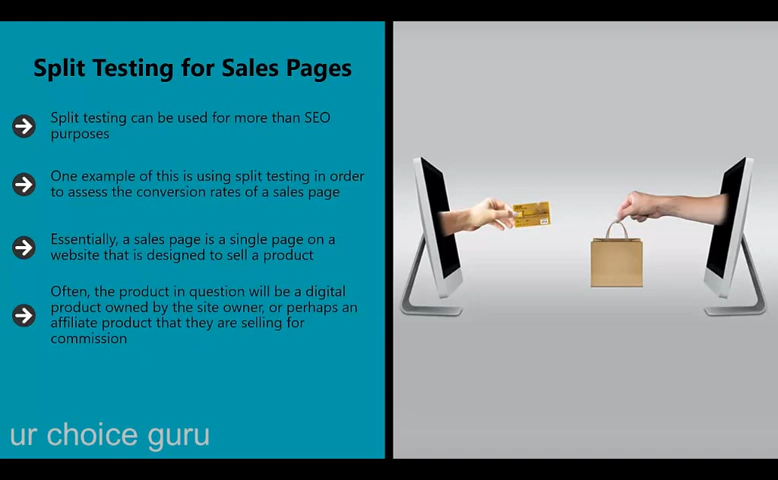 Split Testing for Sales Pages
Split testing can be used for more than SEO
purposes
One example of this is using split testing in order
to assess the conversion rates of a sales page
Essentially, a sales page is a single page on a
website that is designed to sell a product
Often, the product in question will be a digital
product owned by the site owner, or perhaps an
affiliate product that they are selling for
commission
ur choice guru